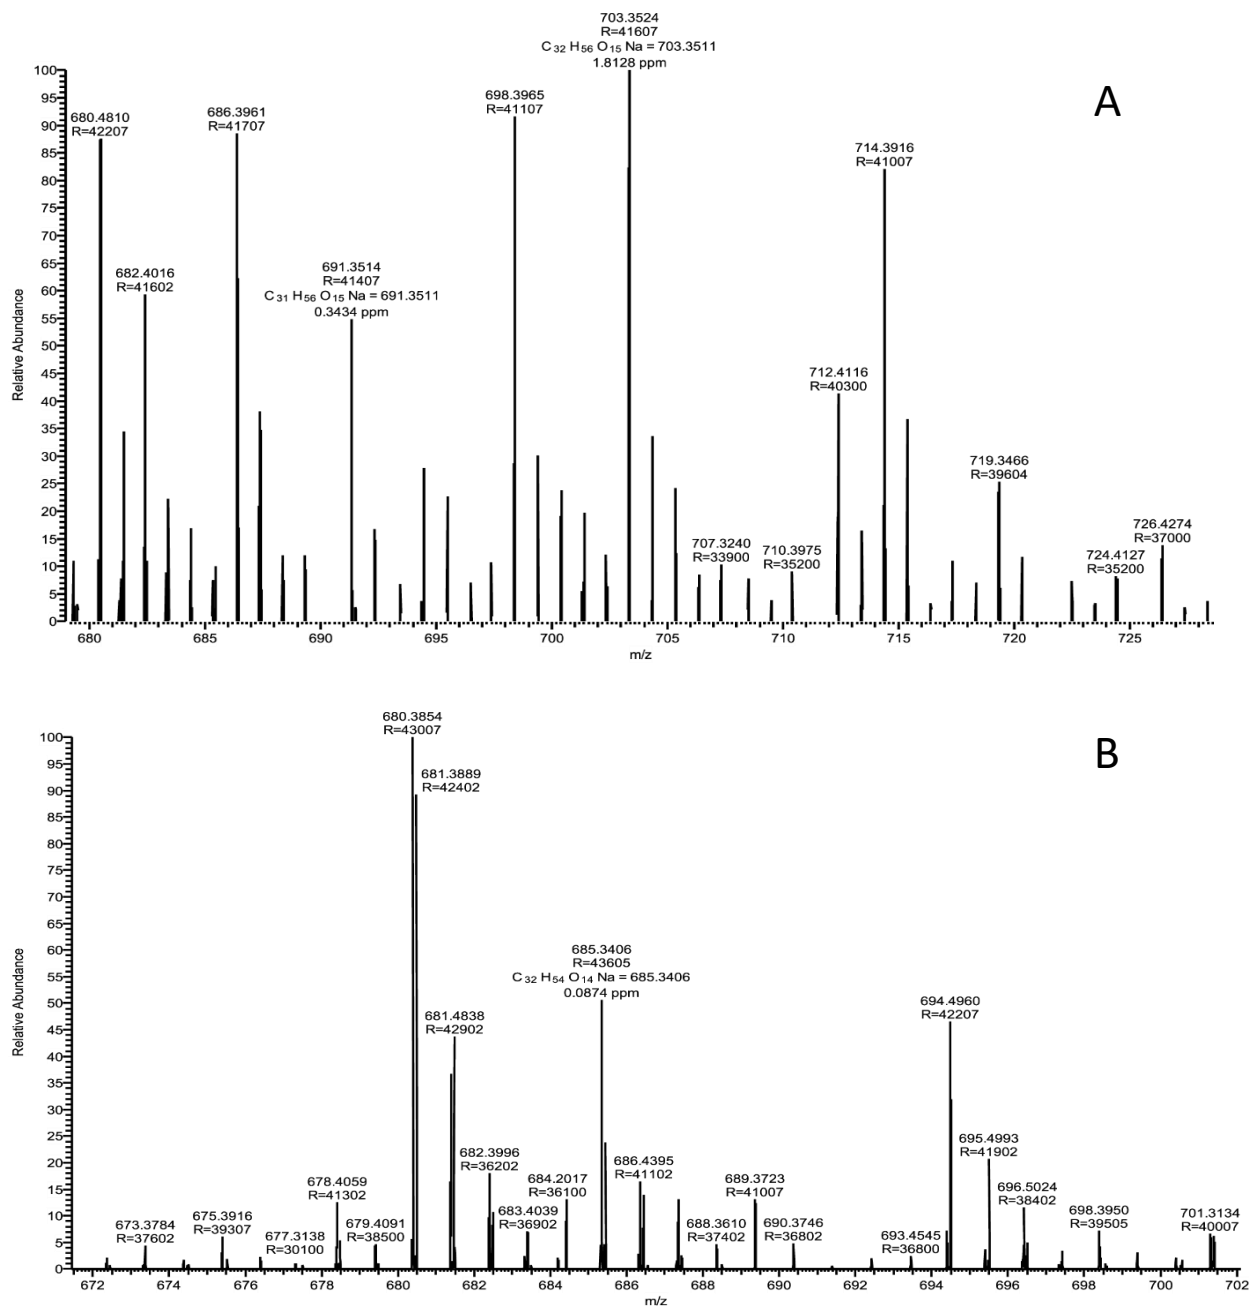 703.3524
R=41607
C32 H56 O15 Na = 703.3511
1.8128 ppm
A
698.3965
R=41107
680.4810
R=42207
686.3961
R=41707
714.3916
R=41007
682.4016
R=41602
691.3514
R=41407
C31 H56 O15 Na = 691.3511
0.3434 ppm
712.4116
R=40300
719.3466
R=39604
707.3240
R=33900
710.3975
R=35200
724.4127
R=35200
726.4274
R=37000
100
95
90
85
80
75
70
65
60
55
50
45
40
35
30
25
20
15
10
5
0
Relative Abundance
680 685 690 695 700 705 710 715 720 725
m/z
680.3854
R=43007
B
681.3889
R=42402
685.3406
R=43605
C32 H54 O14 Na = 685.3406
0.0874 ppm
681.4838
R=42902
694.4960
R=42207
682.3996
R=36202
695.4993
R=41902
678.4059
R=41302
684.2017
R=36100
686.4395
R=41102
689.3723
R=41007
696.5024
R=38402
673.3784
R=37602
675.3916
R=39307
677.3138
R=30100
679.4091
R=38500
683.4039
R=36902
688.3610
R=37402
690.3746
R=36802
693.4545
R=36800
698.3950
R=39505
701.3134
R=40007
100
95
90
85
80
75
70
65
60
55
50
45
40
35
30
25
20
15
10
5
0
Relative Abundance
672 674 676 678 680 682 684 686 688 690 692 694 696 698 700 702
m/z